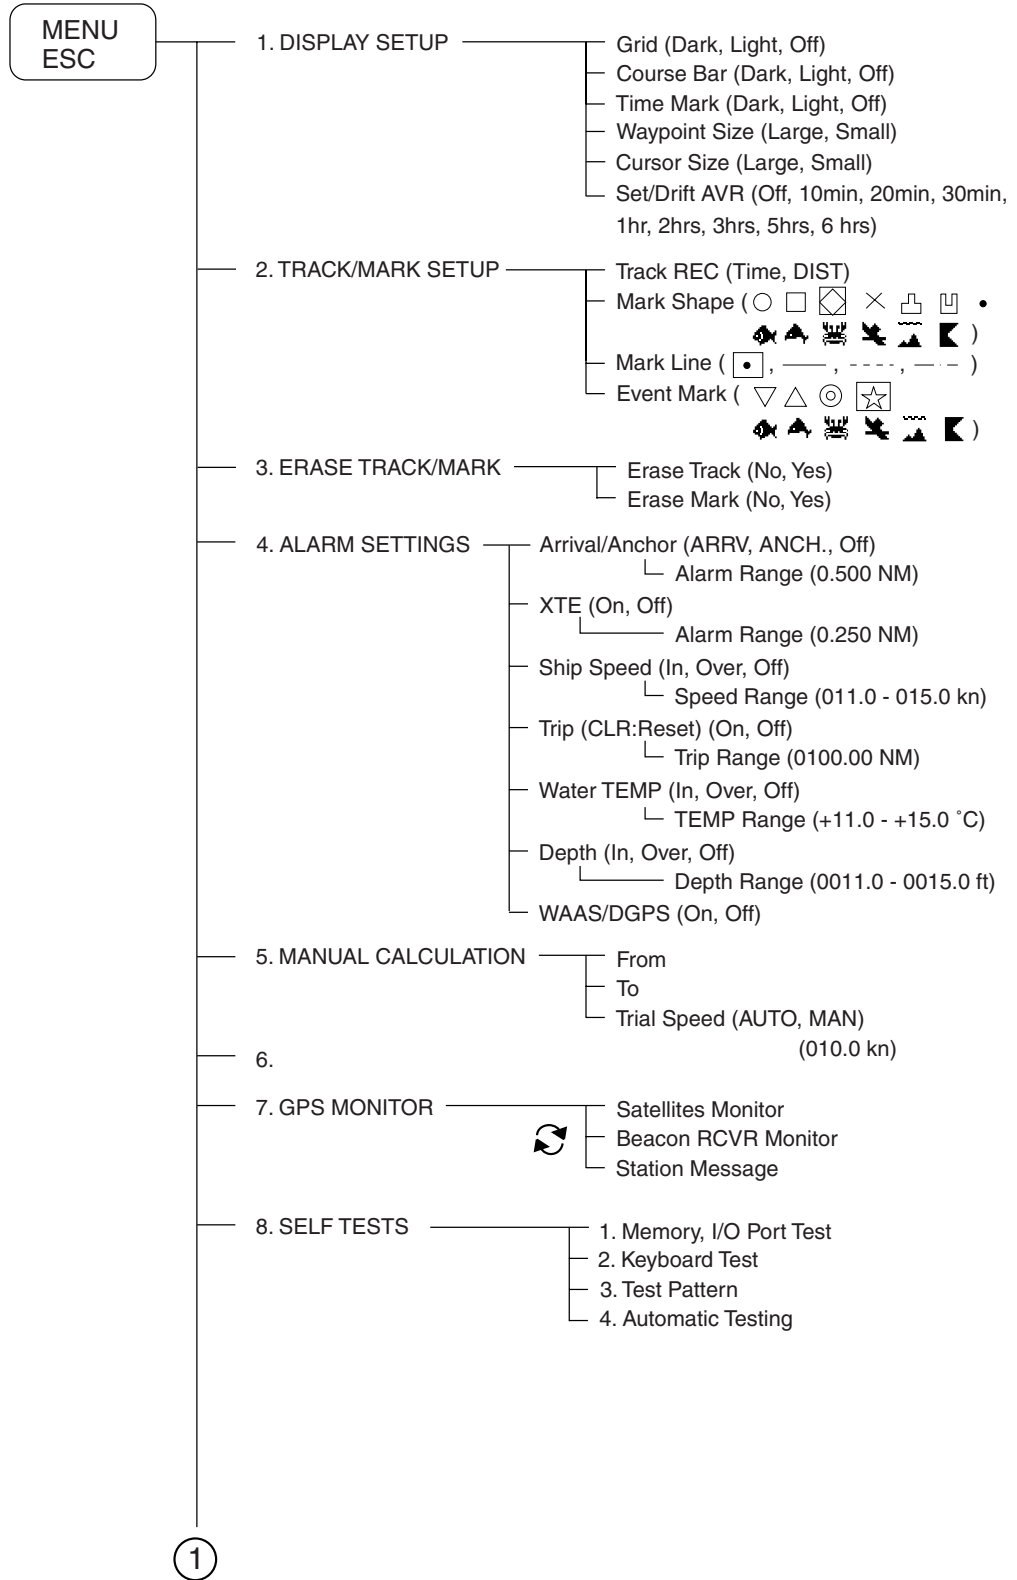 MENU
ESC
1. DISPLAY SETUP
Grid (Dark, Light, Off)
Course Bar (Dark, Light, Off)
Time Mark (Dark, Light, Off)
Waypoint Size (Large, Small)
Cursor Size (Large, Small)
Set/Drift AVR (Off, 10min, 20min, 30min,
1hr, 2hrs, 3hrs, 5hrs, 6 hrs)
2. TRACK/MARK SETUP
Track REC (Time, DIST)
Mark Shape (
)
Mark Line ( , , , )
Event Mark (
)
3. ERASE TRACK/MARK
Erase Track (No, Yes)
Erase Mark (No, Yes)
4. ALARM SETTINGS
Arrival/Anchor (ARRV, ANCH., Off)
Alarm Range (0.500 NM)
XTE (On, Off)
Alarm Range (0.250 NM)
Ship Speed (In, Over, Off)
Speed Range (011.0 - 015.0 kn)
Trip (CLR:Reset) (On, Off)
Trip Range (0100.00 NM)
Water TEMP (In, Over, Off)
TEMP Range (+11.0 - +15.0 ˚C)
Depth (In, Over, Off)
Depth Range (0011.0 - 0015.0 ft)
WAAS/DGPS (On, Off)
5. MANUAL CALCULATION
From
To
Trial Speed (AUTO, MAN)
(010.0 kn)
6.
7. GPS MONITOR
Satellites Monitor
Beacon RCVR Monitor
Station Message
8. SELF TESTS
1. Memory, I/O Port Test
2. Keyboard Test
3. Test Pattern
4. Automatic Testing
1